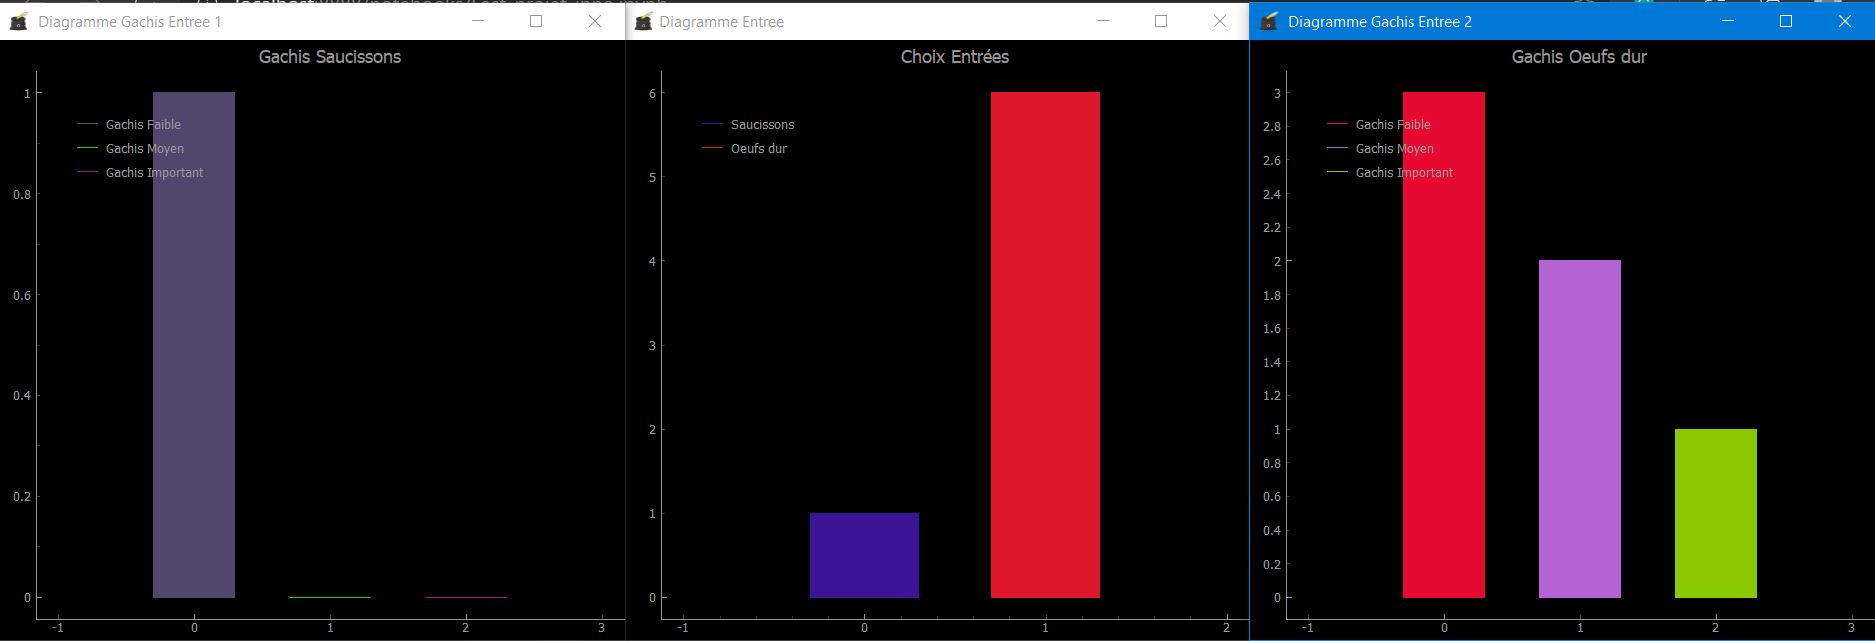 Diagramme Gachis Entree 1
Gachis Saucissons
1
0.8
0.6
0.4
0.2
0
Gachis Faible
Gachis Moyen
Gachis Important
-1 0 1 2 3
Diagramme Entree
Choix Entrées
6
5
4
3
2
1
0
Saucissons
Oeufs dur
-1 0 1 2
Diagramme Gachis Entree 2
Gachis Oeufs dur
3
2.8
2.6
2.4
2.2
2
1.8
1.6
1.4
1.2
1
0.8
0.6
0.4
0.2
0
Gachis Faible
Gachis Moyen
Gachis Important
-1 0 1 2 3